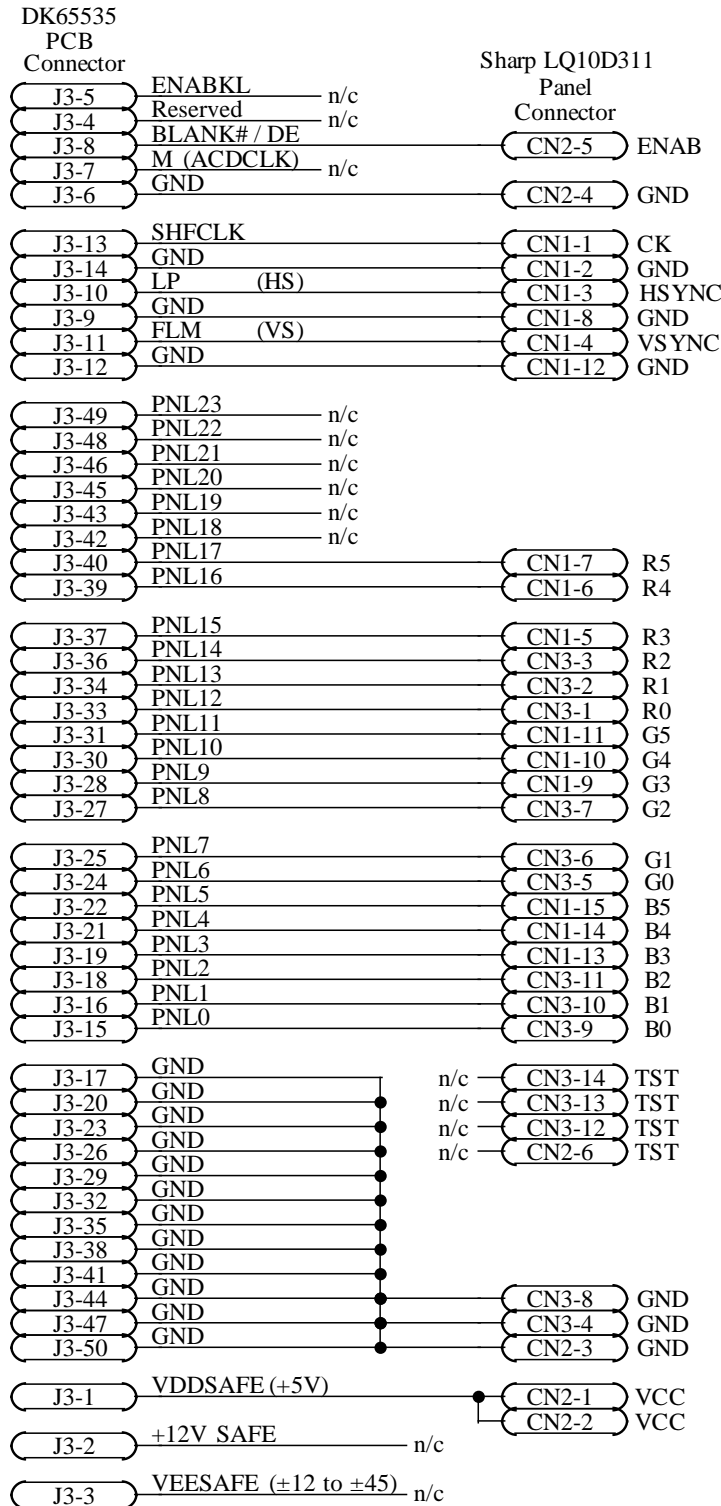 DK65535
PCB
Connector
Sharp LQ10D311
Panel
Connector
J3-5 ENABKL n/c
J3-4 Reserved n/c
J3-8 BLANK# / DE CN2-5 ENAB
J3-7 M (ACDCLK) n/c
J3-6 GND CN2-4 GND
J3-13 SHFCLK CN1-1 CK
J3-14 GND CN1-2 GND
J3-10 LP (HS) CN1-3 HSYNC
J3-9 GND CN1-8 GND
J3-11 FLM (VS) CN1-4 VSYNC
J3-12 GND CN1-12 GND
J3-49 PNL23 n/c
J3-48 PNL22 n/c
J3-46 PNL21 n/c
J3-45 PNL20 n/c
J3-43 PNL19 n/c
J3-42 PNL18 n/c
J3-40 PNL17 CN1-7 R5
J3-39 PNL16 CN1-6 R4
J3-37 PNL15 CN1-5 R3
J3-36 PNL14 CN3-3 R2
J3-34 PNL13 CN3-2 R1
J3-33 PNL12 CN3-1 R0
J3-31 PNL11 CN1-11 G5
J3-30 PNL10 CN1-10 G4
J3-28 PNL9 CN1-9 G3
J3-27 PNL8 CN3-7 G2
J3-25 PNL7 CN3-6 G1
J3-24 PNL6 CN3-5 G0
J3-22 PNL5 CN1-15 B5
J3-21 PNL4 CN1-14 B4
J3-19 PNL3 CN1-13 B3
J3-18 PNL2 CN3-11 B2
J3-16 PNL1 CN3-10 B1
J3-15 PNL0 CN3-9 B0
J3-17 GND n/c CN3-14 TST
J3-20 GND n/c CN3-13 TST
J3-23 GND n/c CN3-12 TST
J3-26 GND n/c CN2-6 TST
J3-29 GND
J3-32 GND
J3-35 GND
J3-38 GND
J3-41 GND
J3-44 GND CN3-8 GND
J3-47 GND CN3-4 GND
J3-50 GND CN2-3 GND
J3-1 VDDSAFE (+5V) CN2-1 VCC
CN2-2 VCC
J3-2 +12V SAFE n/c
J3-3 VEESAFE (±12 to ±45) n/c